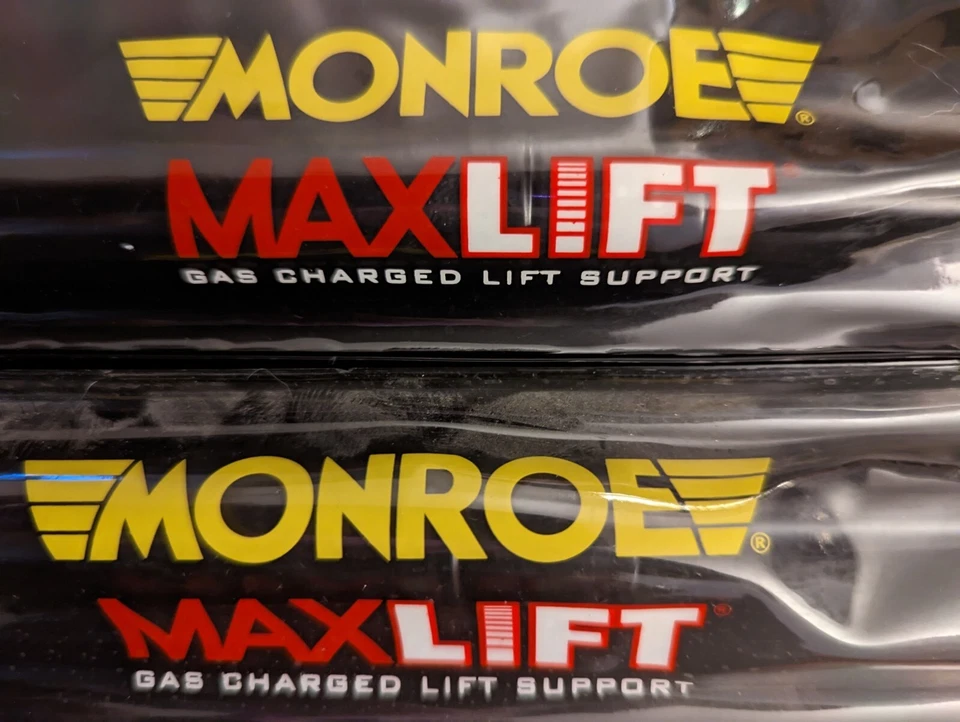 MONROE®
MAXLIFT®
GAS CHARGED LIFT SUPPORT
MONROE®
MAXLIFT®
GAS CHARGED LIFT SUPPORT